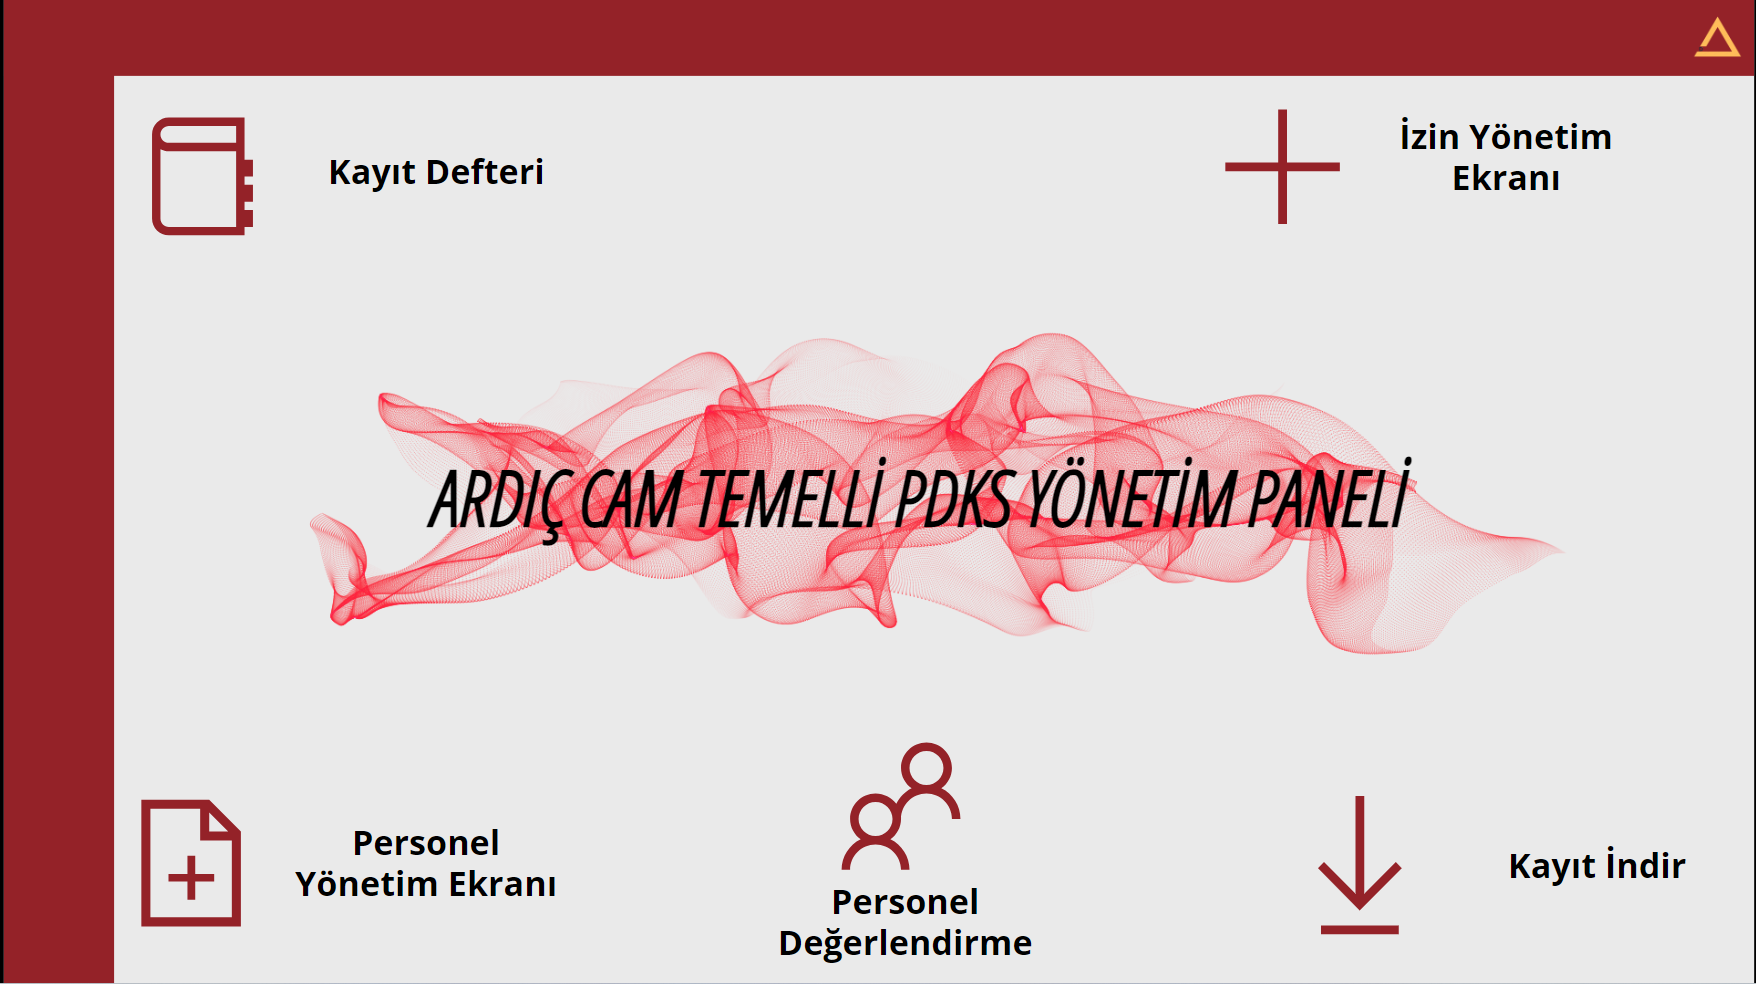 Kayıt Defteri
İzin Yönetim
Ekranı
ARDIÇ CAM TEMELLİ PDKS YÖNETİM PANELİ
Personel
Yönetim Ekranı
Personel
Değerlendirme
Kayıt İndir